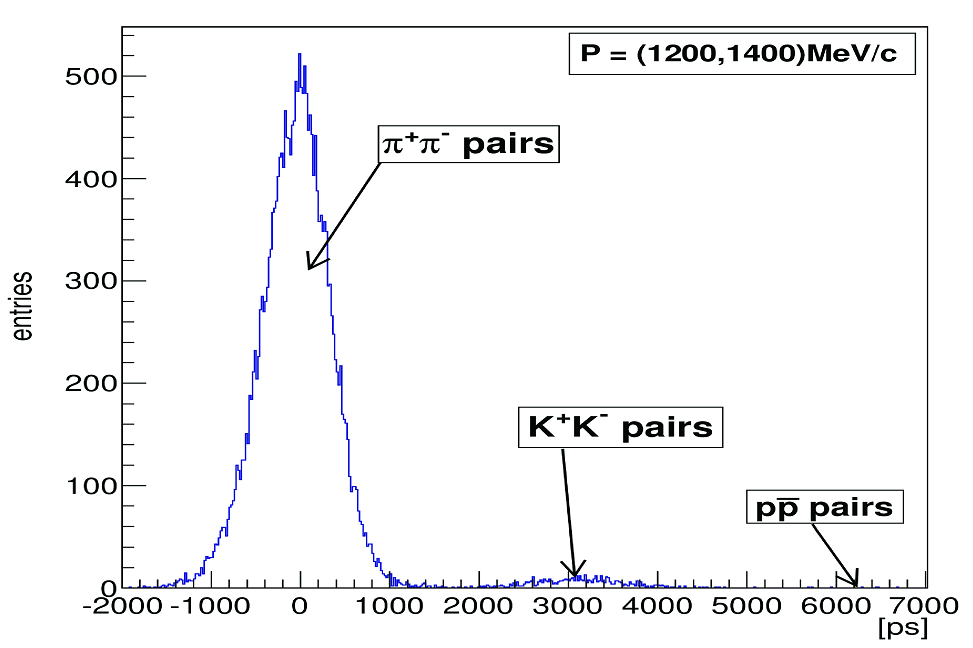 P = (1200,1400)MeV/c
π⁺π⁻ pairs
K⁺K⁻ pairs
pp̅ pairs
entries
500
400
300
200
100
0
-2000 -1000 0 1000 2000 3000 4000 5000 6000 7000
[ps]